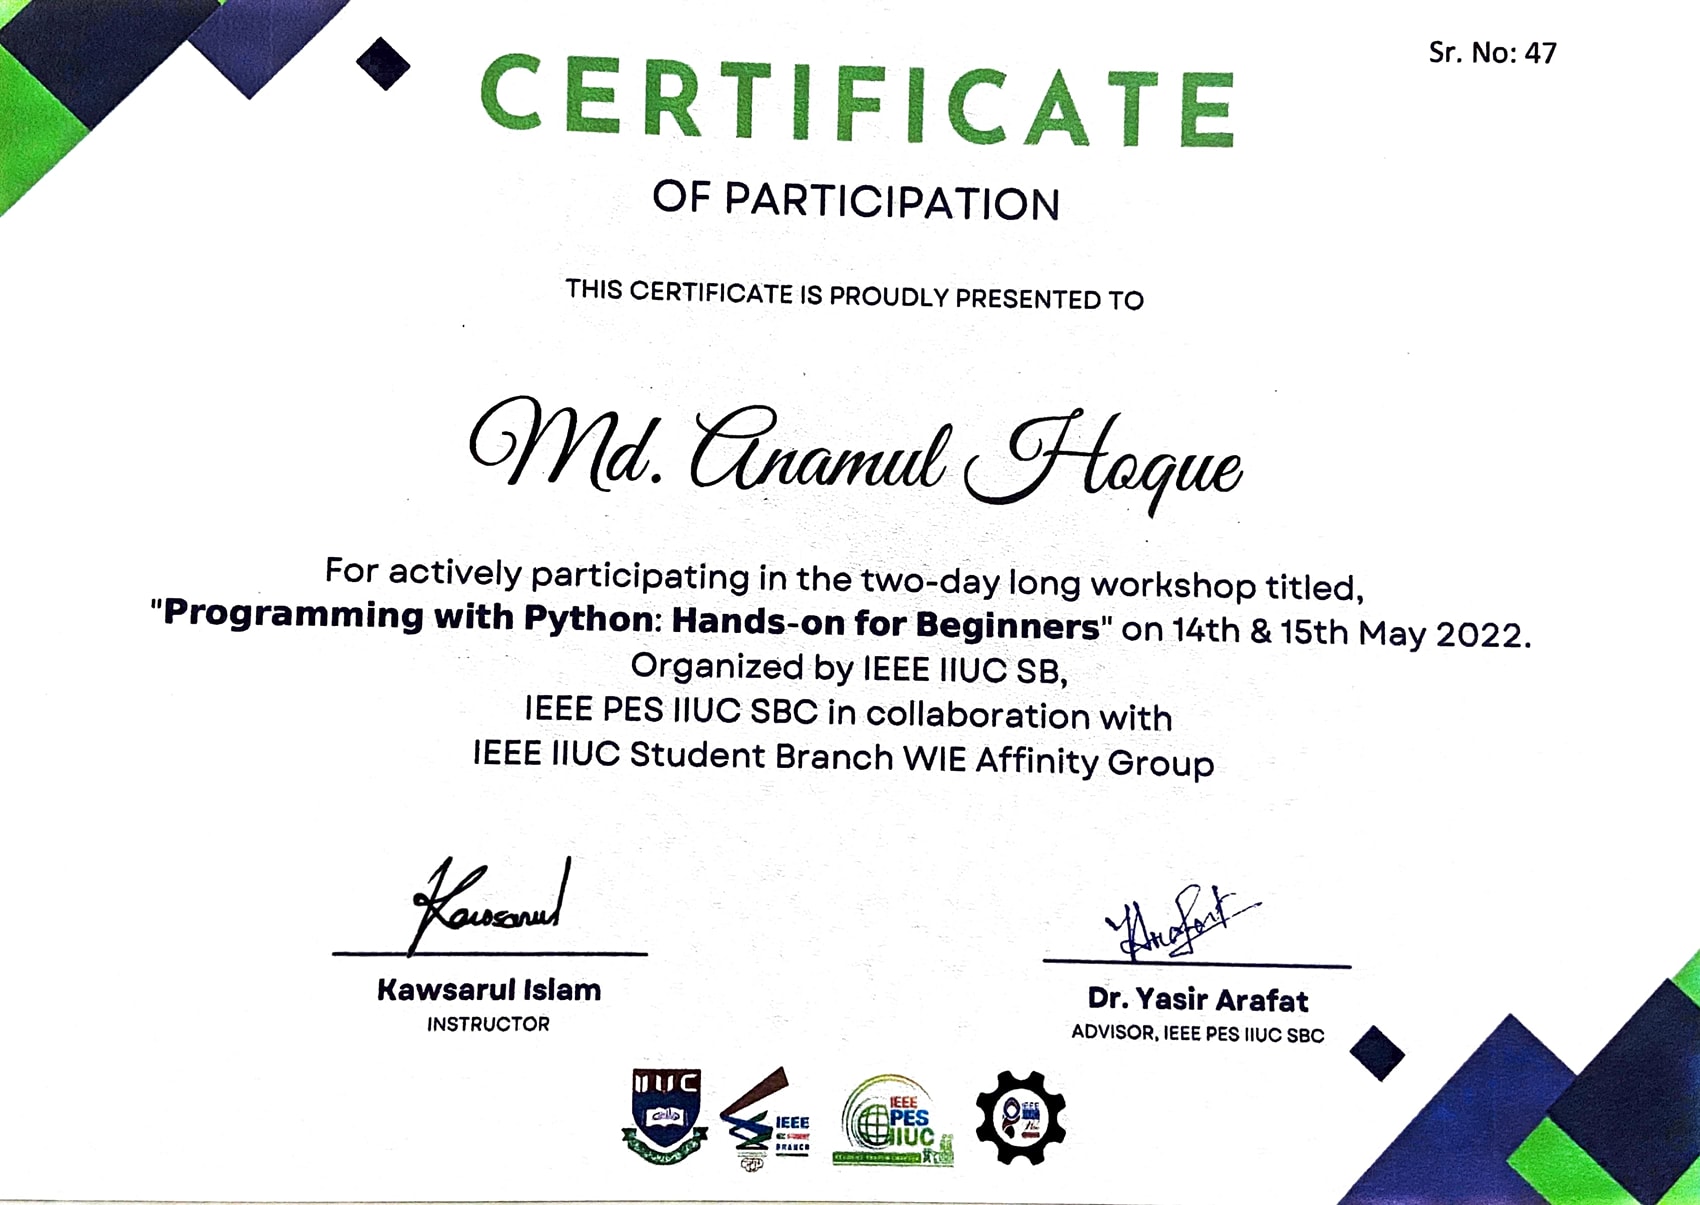 Sr. No: 47
CERTIFICATE
OF PARTICIPATION
THIS CERTIFICATE IS PROUDLY PRESENTED TO
Md. Anamul Hoque
For actively participating in the two-day long workshop titled,
"Programming with Python: Hands-on for Beginners" on 14th & 15th May 2022.
Organized by IEEE IIUC SB,
IEEE PES IIUC SBC in collaboration with
IEEE IIUC Student Branch WIE Affinity Group
Kawsarul
YArafat
Kawsarul Islam
INSTRUCTOR
Dr. Yasir Arafat
ADVISOR, IEEE PES IIUC SBC
IIUC
IEEE
BRANCH
IEEE
PES
IIUC